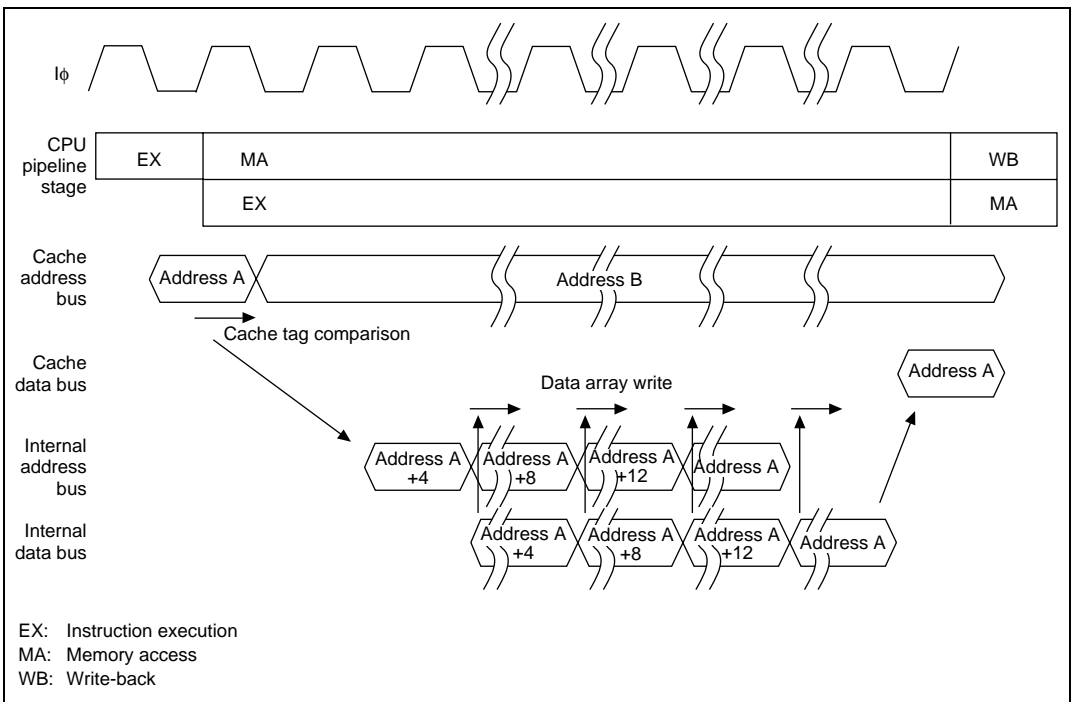 Iϕ
CPU
pipeline
stage
EX
MA
WB
EX
MA
Cache
address
bus
Address A
Address B
Cache tag comparison
Cache
data bus
Address A
Data array write
Internal
address
bus
Address A
+4
Address A
+8
Address A
+12
Address A
Internal
data bus
Address A
+4
Address A
+8
Address A
+12
Address A
EX: Instruction execution
MA: Memory access
WB: Write-back